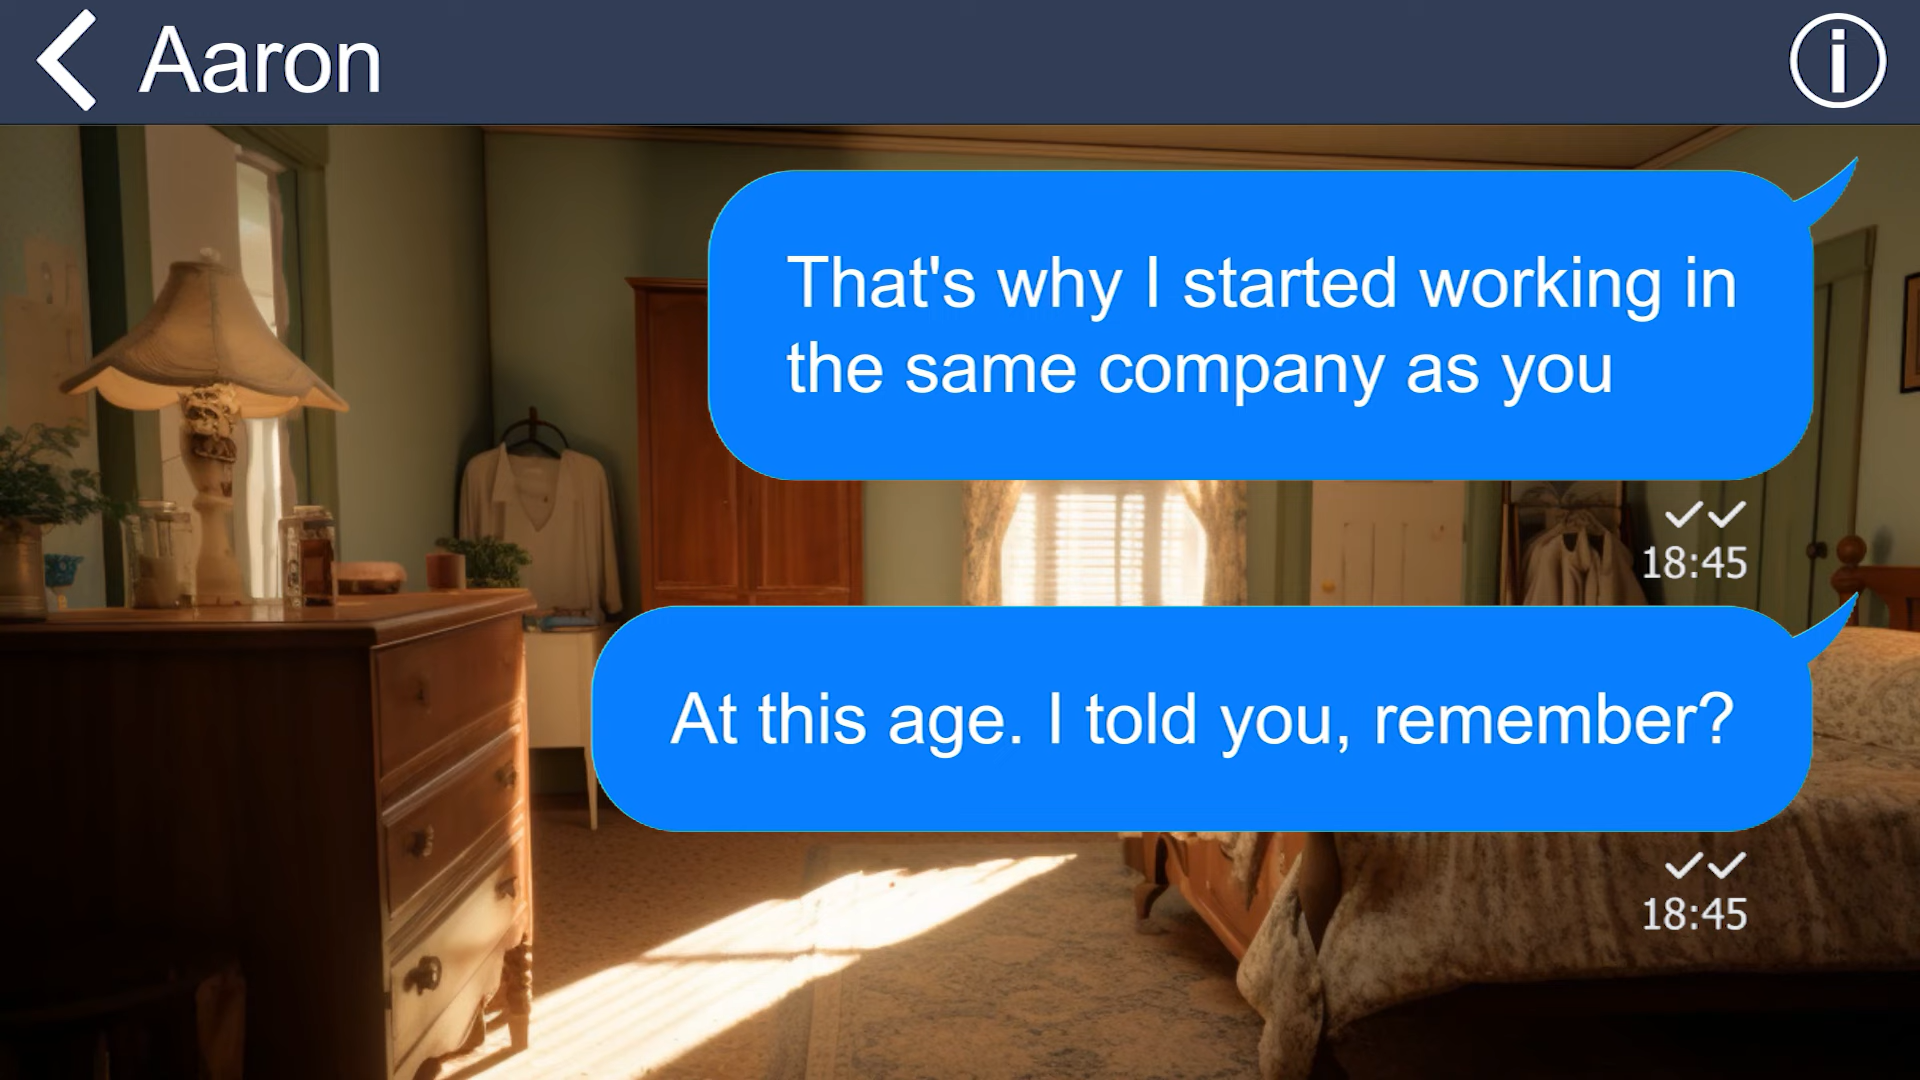 Aaron
That's why I started working in
the same company as you
18:45
At this age. I told you, remember?
18:45